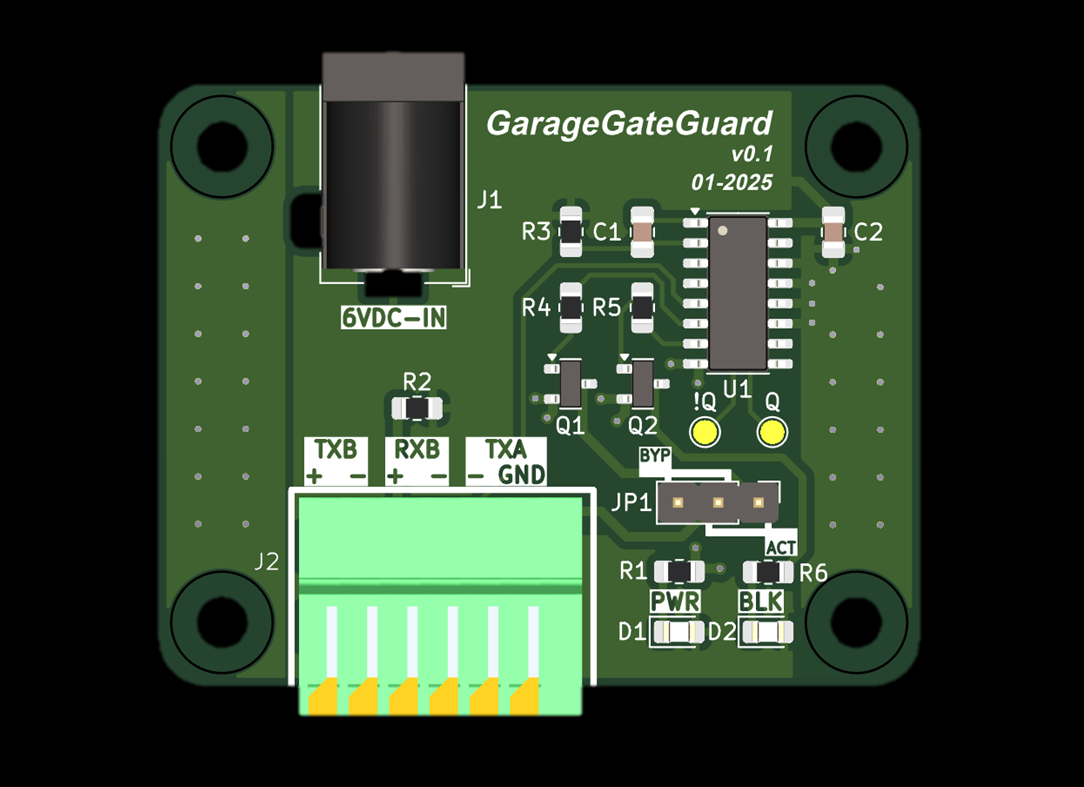 GarageGateGuard
v0.1
01-2025
J1
R3 C1 C2
6VDC-IN
R4 R5
R2
U1
!Q Q
Q1 Q2
TXB RXB TXA
+ - + - - GND
BYP
JP1
ACT
J2
R1 R6
PWR BLK
D1 D2